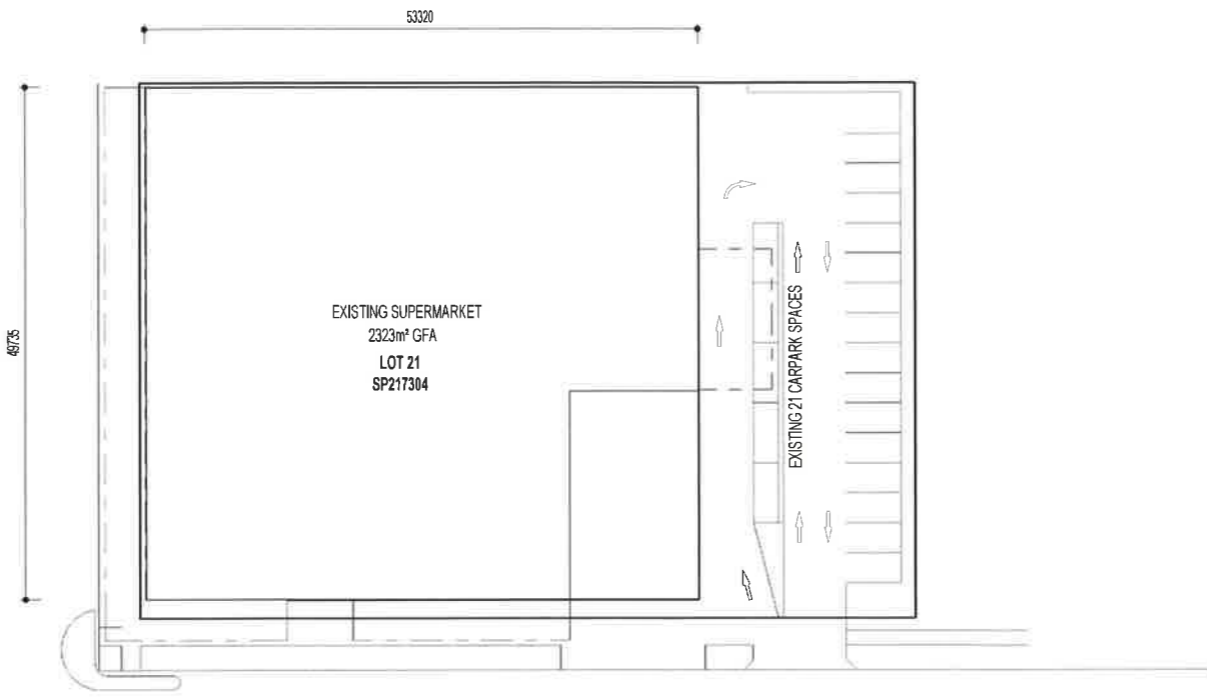 53320
49735
EXISTING SUPERMARKET
2323m² GFA
LOT 21
SP217304
EXISTING 21 CARPARK SPACES